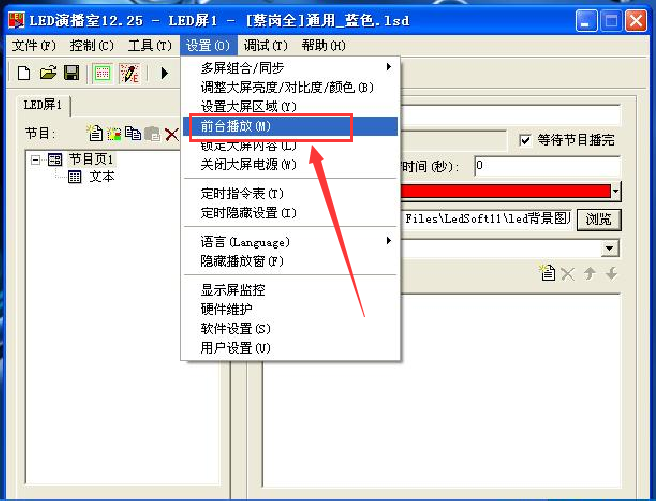 LED演播室12.25 - LED屏1 - [蔡岗全]通用_蓝色.lsd
文件(F) 控制(C) 工具(T) 设置(O) 调试(T) 帮助(H)
LED屏1
节目:
节目页1
文本
多屏组合/同步
调整大屏亮度/对比度/颜色(B)
设置大屏区域(Y)
前台播放(M)
锁定大屏内容(L)
关闭大屏电源(W)
定时指令表(T)
定时隐藏设置(I)
语言(Language)
隐藏播放窗(F)
显示屏监控
硬件维护
软件设置(S)
用户设置(U)
等待节目播完
时间(秒): 0
Files\LedSoft11\led背景图 浏览